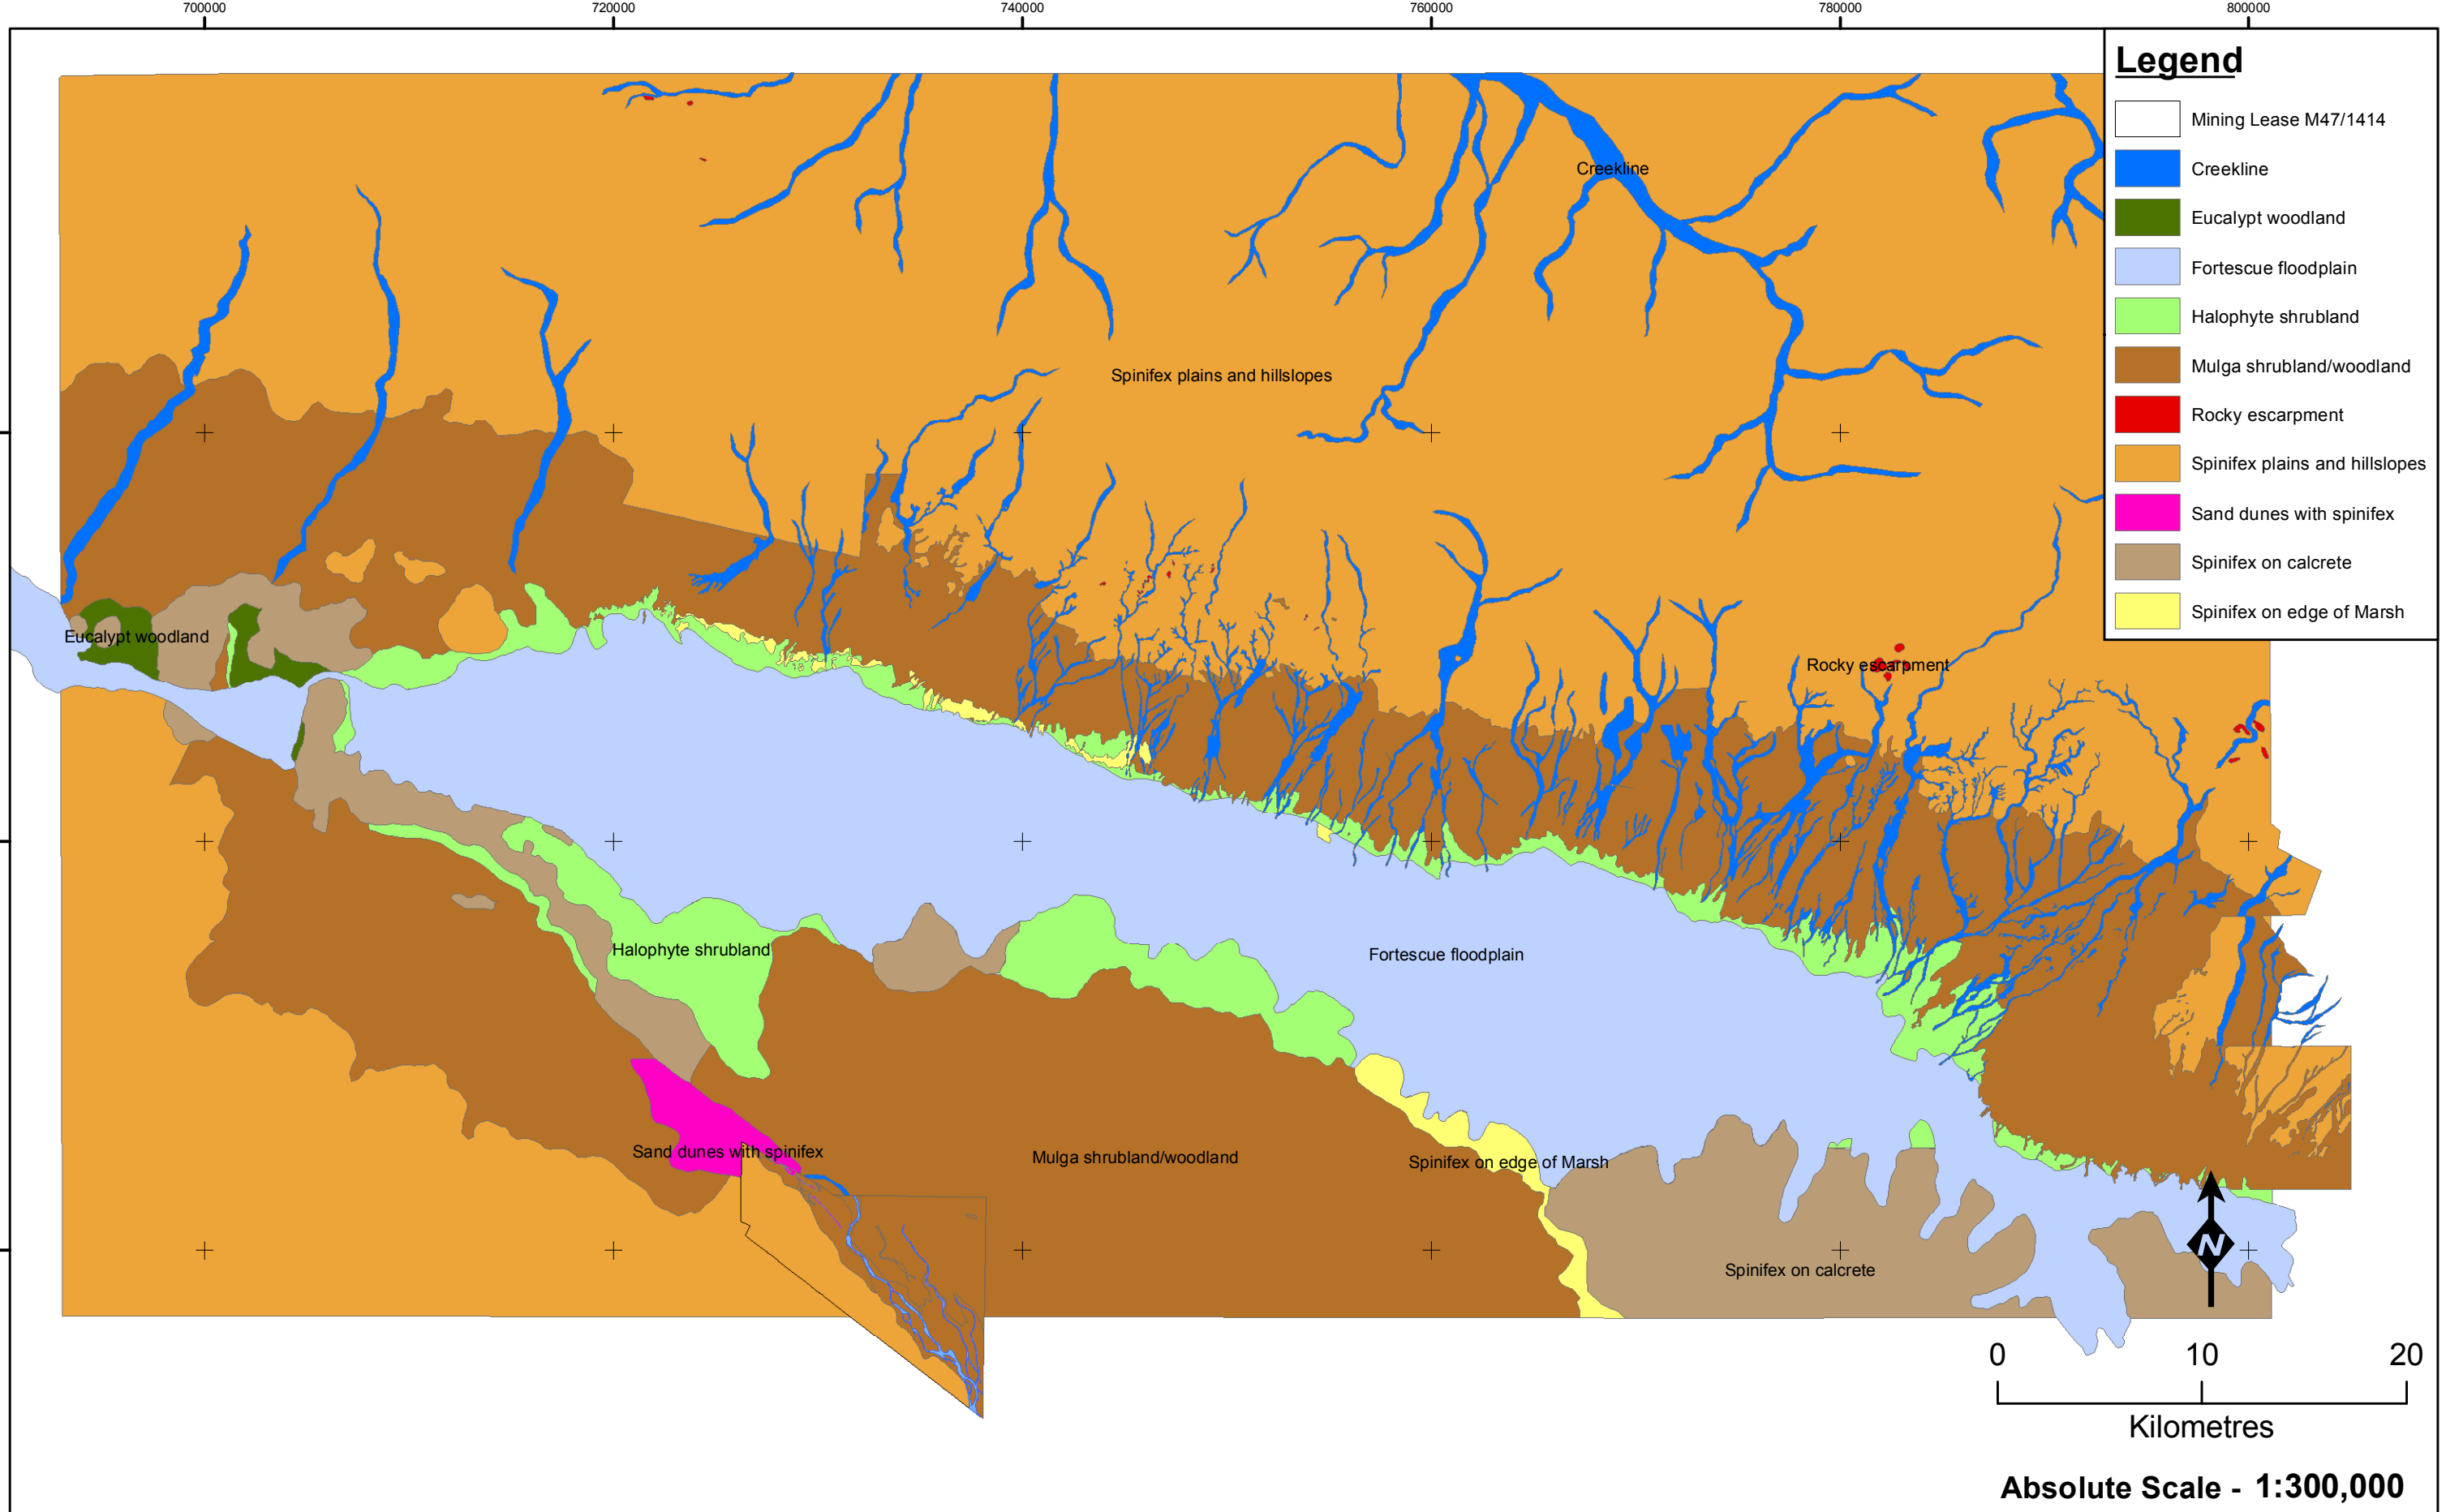 700000 720000 740000 760000 780000 800000
Legend
Mining Lease M47/1414
Creekline
Eucalypt woodland
Fortescue floodplain
Halophyte shrubland
Mulga shrubland/woodland
Rocky escarpment
Spinifex plains and hillslopes
Sand dunes with spinifex
Spinifex on calcrete
Spinifex on edge of Marsh
Creekline
Spinifex plains and hillslopes
Eucalypt woodland
Rocky escarpment
Halophyte shrubland
Fortescue floodplain
Sand dunes with spinifex
Mulga shrubland/woodland
Spinifex on edge of Marsh
Spinifex on calcrete
N
0 10 20
Kilometres
Absolute Scale - 1:300,000